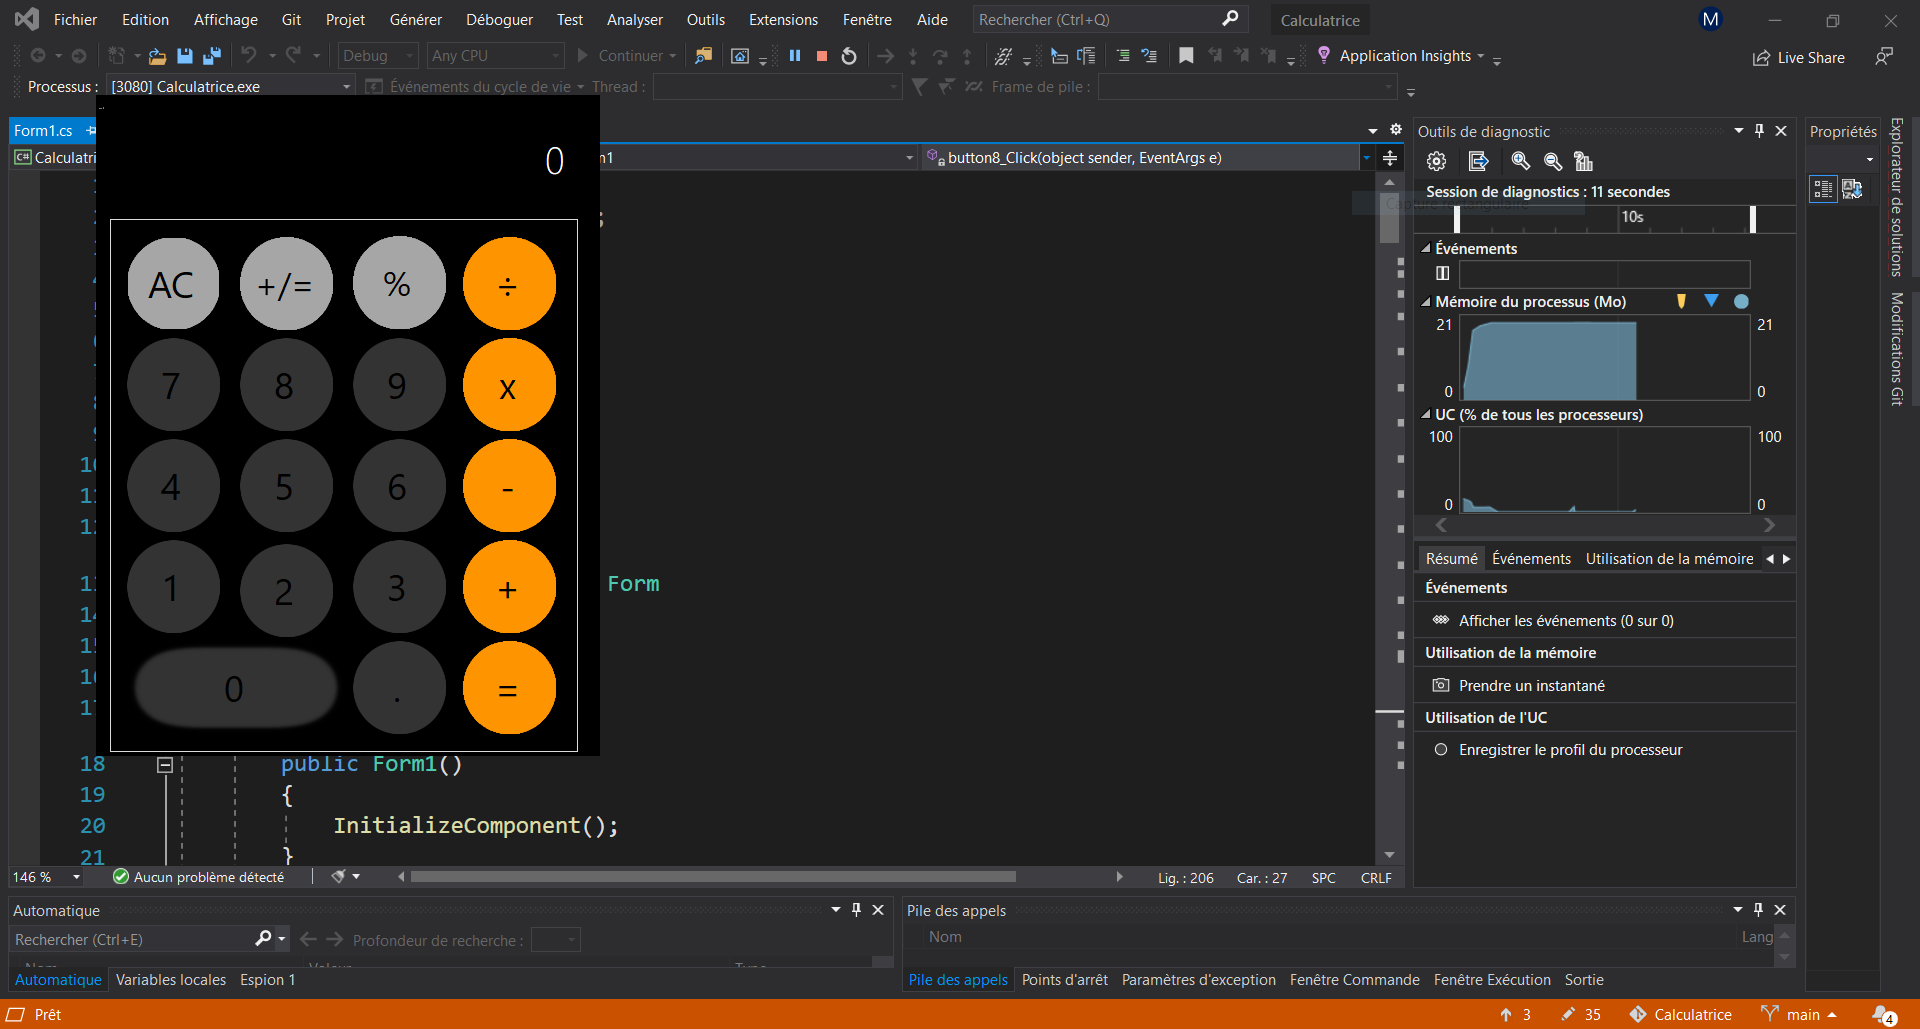 Fichier Edition Affichage Git Projet Générer Déboguer Test Analyser Outils Extensions Fenêtre Aide Rechercher (Ctrl+Q) Calculatrice M
Debug Any CPU Continuer Application Insights Live Share
Processus : [3080] Calculatrice.exe Événements du cycle de vie Thread : Frame de pile :
Form1.cs
C# Calculatri
m1 button8_Click(object sender, EventArgs e)
0
;
AC +/= % ÷
7 8 9 x
4 5 6 -
1 2 3 +
0 . =
Form
18 public Form1()
19 {
20 InitializeComponent();
21 }
146 % Aucun problème détecté Lig. : 206 Car. : 27 SPC CRLF
Outils de diagnostic
Session de diagnostics : 11 secondes
Capture rectangulaire
10s
Événements
Mémoire du processus (Mo)
21 21
0 0
UC (% de tous les processeurs)
100 100
0 0
Résumé Événements Utilisation de la mémoire
Événements
Afficher les événements (0 sur 0)
Utilisation de la mémoire
Prendre un instantané
Utilisation de l'UC
Enregistrer le profil du processeur
Propriétés
Explorateur de solutions
Modifications Git
Automatique
Rechercher (Ctrl+E) Profondeur de recherche :
Nom Valeur Type
Automatique Variables locales Espion 1
Pile des appels
Nom Lang
Pile des appels Points d'arrêt Paramètres d'exception Fenêtre Commande Fenêtre Exécution Sortie
Prêt 3 35 Calculatrice main 4